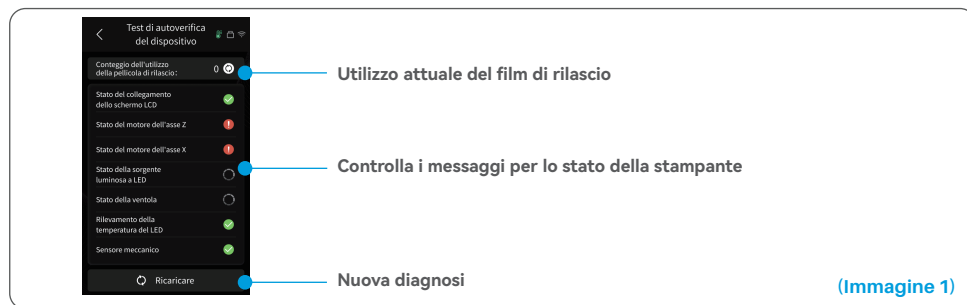 Test di autoverifica
del dispositivo
Conteggio dell'utilizzo
della pellicola di rilascio: 0
Utilizzo attuale del film di rilascio
Stato del collegamento
dello schermo LCD
Stato del motore dell'asse Z
Stato del motore dell'asse X
Controlla i messaggi per lo stato della stampante
Stato della sorgente
luminosa a LED
Stato della ventola
Rilevamento della
temperatura del LED
Sensore meccanico
Ricaricare
Nuova diagnosi
(Immagine 1)